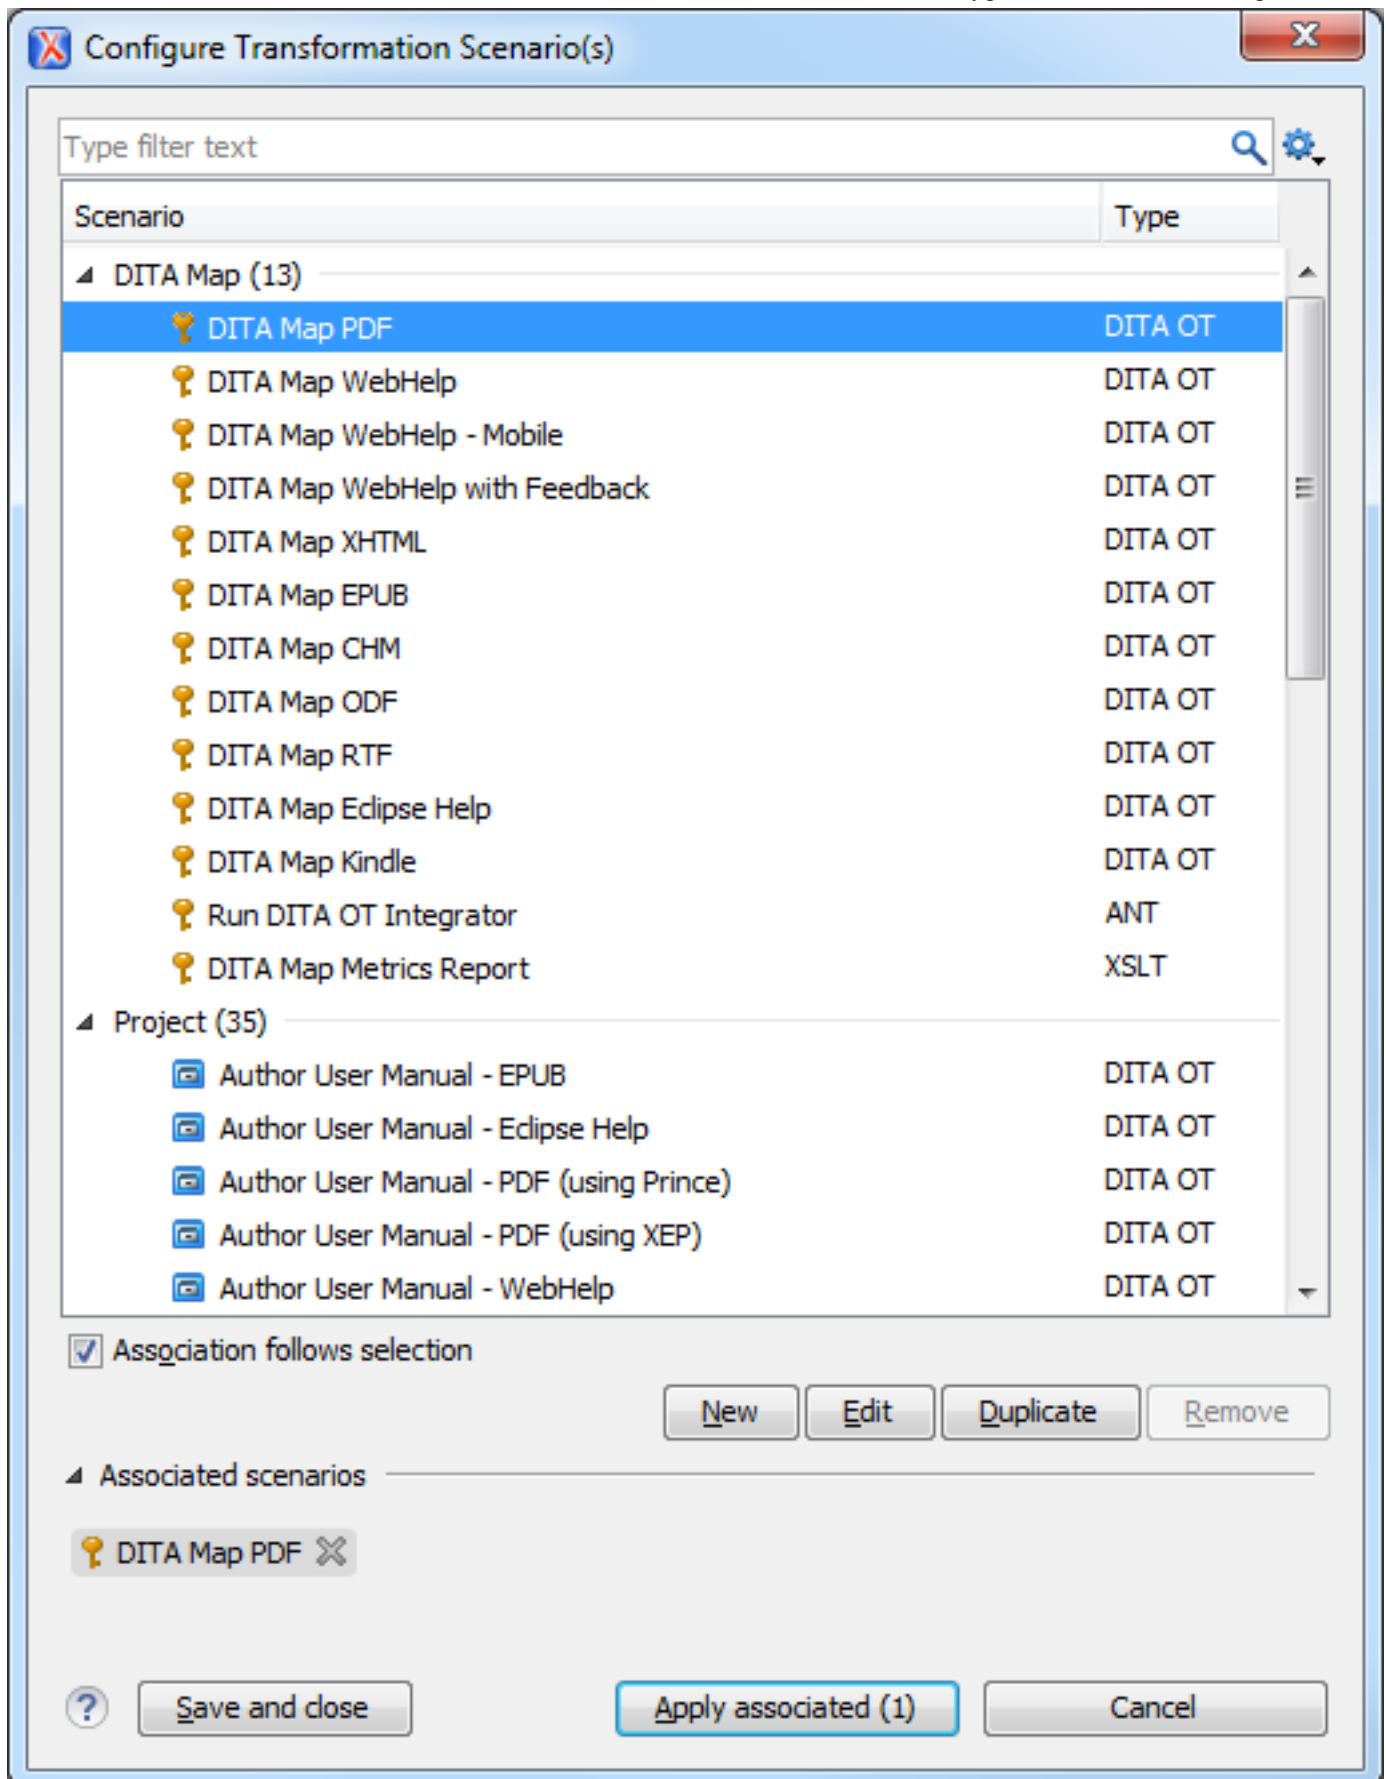 Configure Transformation Scenario(s)
Type filter text
Scenario Type
DITA Map (13)
DITA Map PDF DITA OT
DITA Map WebHelp DITA OT
DITA Map WebHelp - Mobile DITA OT
DITA Map WebHelp with Feedback DITA OT
DITA Map XHTML DITA OT
DITA Map EPUB DITA OT
DITA Map CHM DITA OT
DITA Map ODF DITA OT
DITA Map RTF DITA OT
DITA Map Eclipse Help DITA OT
DITA Map Kindle DITA OT
Run DITA OT Integrator ANT
DITA Map Metrics Report XSLT
Project (35)
Author User Manual - EPUB DITA OT
Author User Manual - Eclipse Help DITA OT
Author User Manual - PDF (using Prince) DITA OT
Author User Manual - PDF (using XEP) DITA OT
Author User Manual - WebHelp DITA OT
Association follows selection
New Edit Duplicate Remove
Associated scenarios
DITA Map PDF
? Save and close Apply associated (1) Cancel